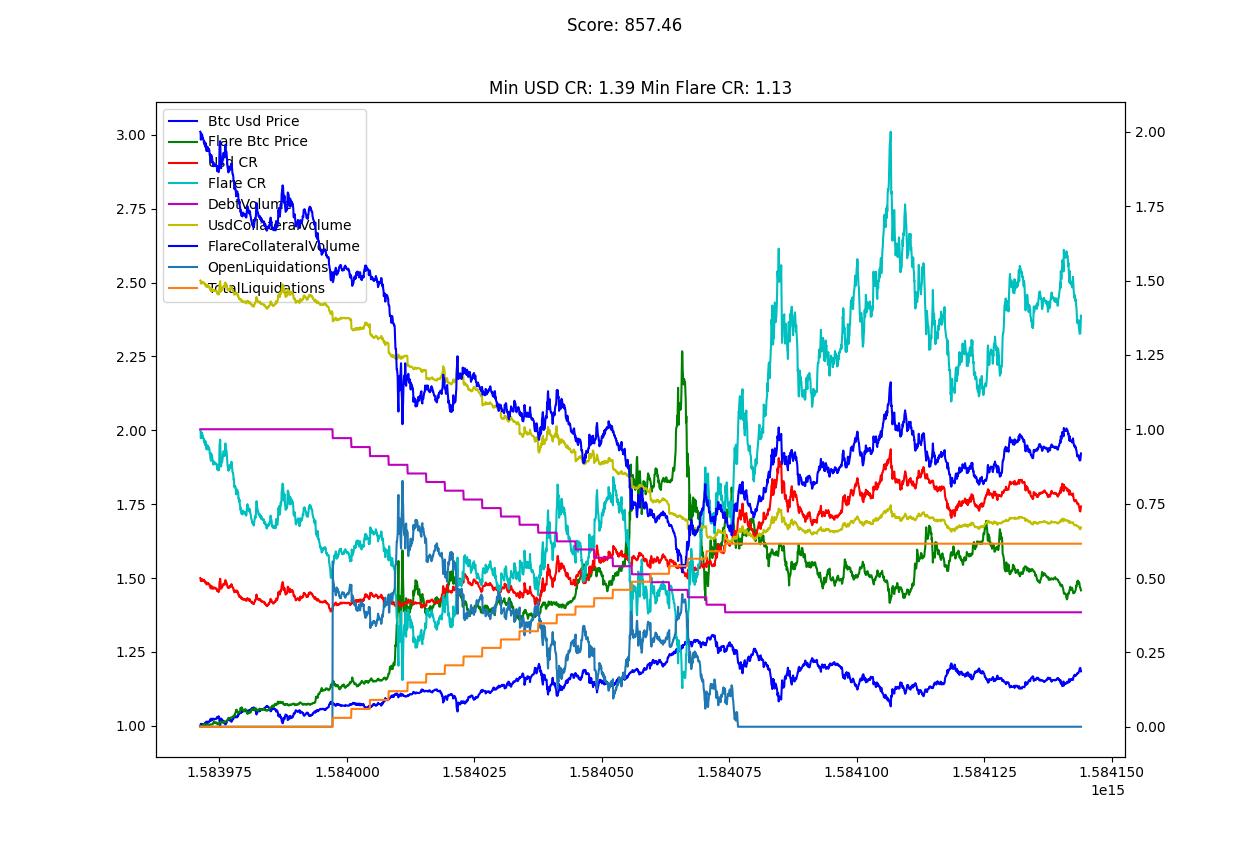 Score: 857.46
Min USD CR: 1.39 Min Flare CR: 1.13
Btc Usd Price
Flare Btc Price
Usd CR
Flare CR
DebtVolume
UsdCollateralVolume
FlareCollateralVolume
OpenLiquidations
TotalLiquidations
3.00
2.75
2.50
2.25
2.00
1.75
1.50
1.25
1.00
2.00
1.75
1.50
1.25
1.00
0.75
0.50
0.25
0.00
1.583975
1.584000
1.584025
1.584050
1.584075
1.584100
1.584125
1.584150
1e15